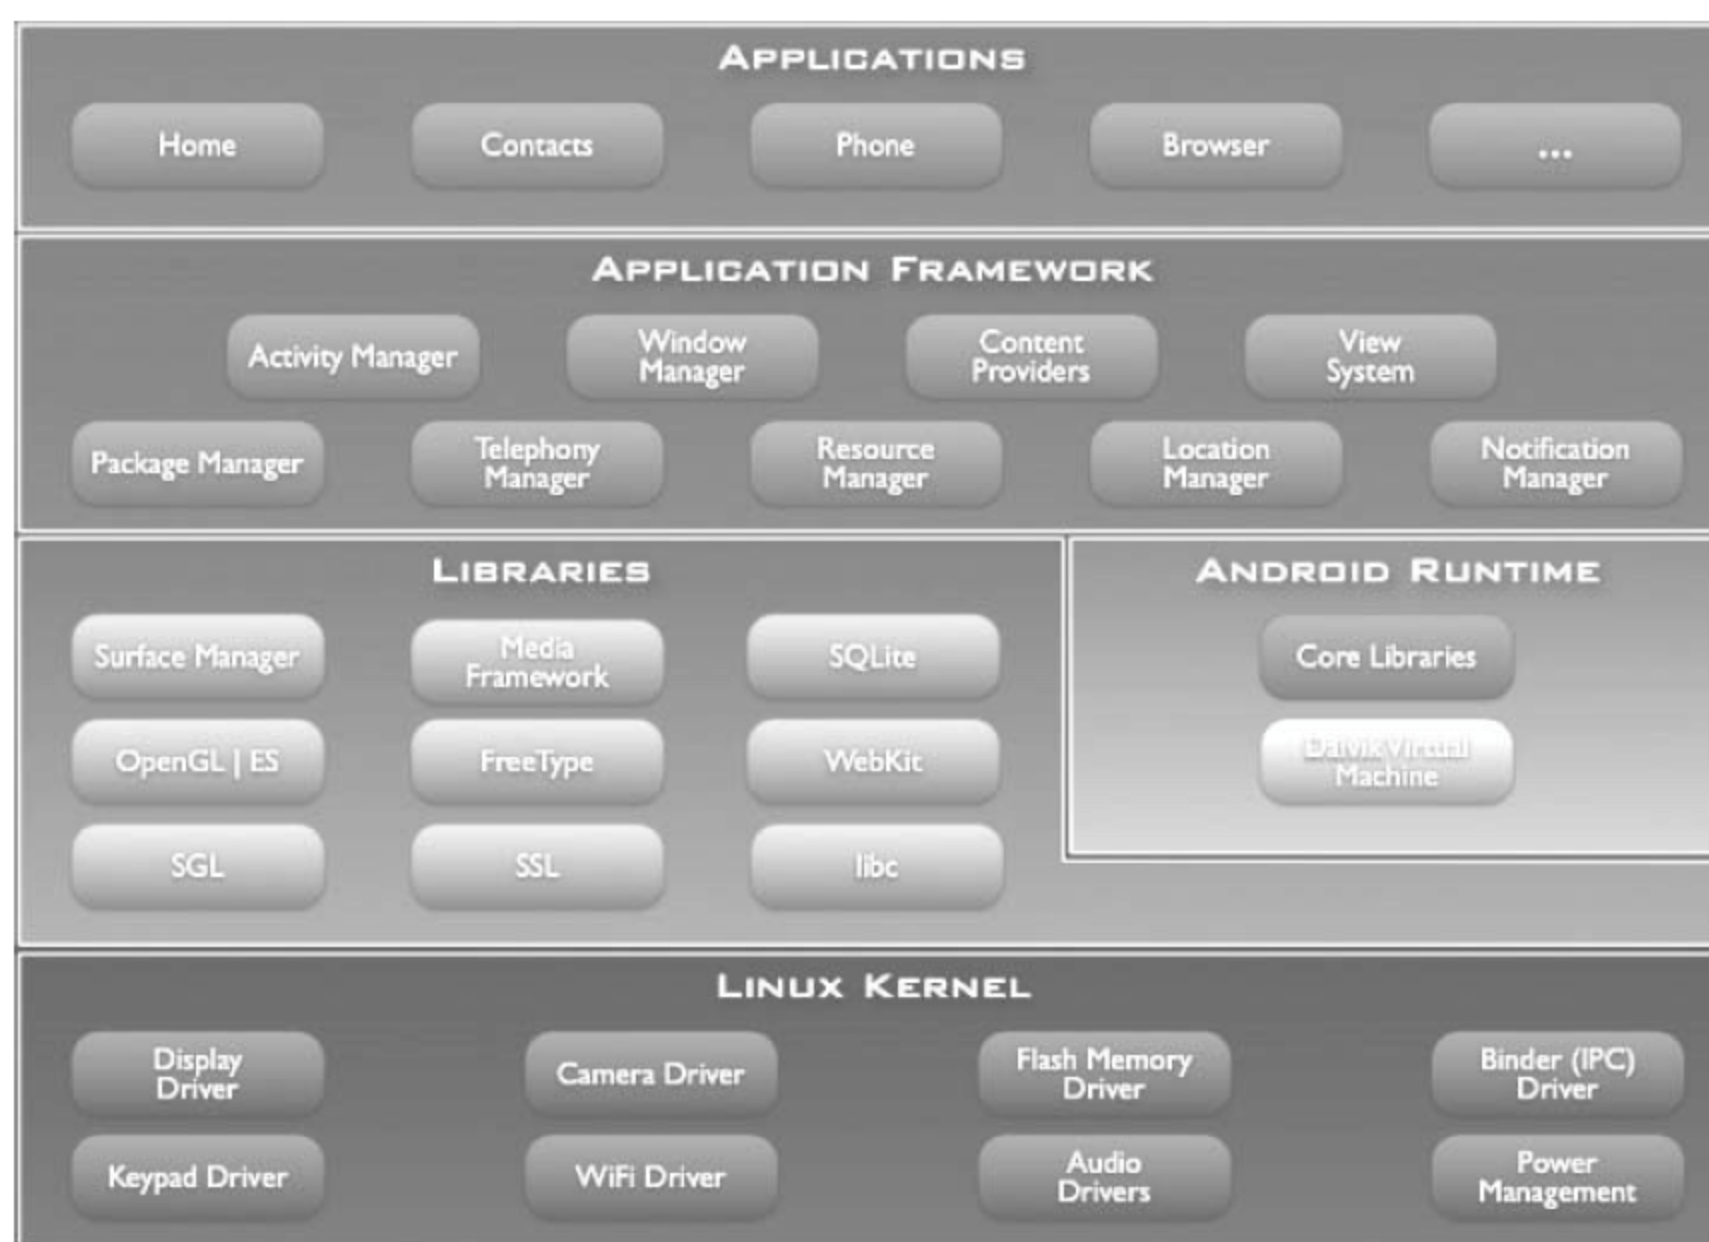 APPLICATIONS
Home
Contacts
Phone
Browser
...
APPLICATION FRAMEWORK
Activity Manager
Window
Manager
Content
Providers
View
System
Package Manager
Telephony
Manager
Resource
Manager
Location
Manager
Notification
Manager
LIBRARIES
Surface Manager
Media
Framework
SQLite
OpenGL | ES
FreeType
WebKit
SGL
SSL
libc
ANDROID RUNTIME
Core Libraries
Dalvik Virtual
Machine
LINUX KERNEL
Display
Driver
Camera Driver
Flash Memory
Driver
Binder (IPC)
Driver
Keypad Driver
WiFi Driver
Audio
Drivers
Power
Management